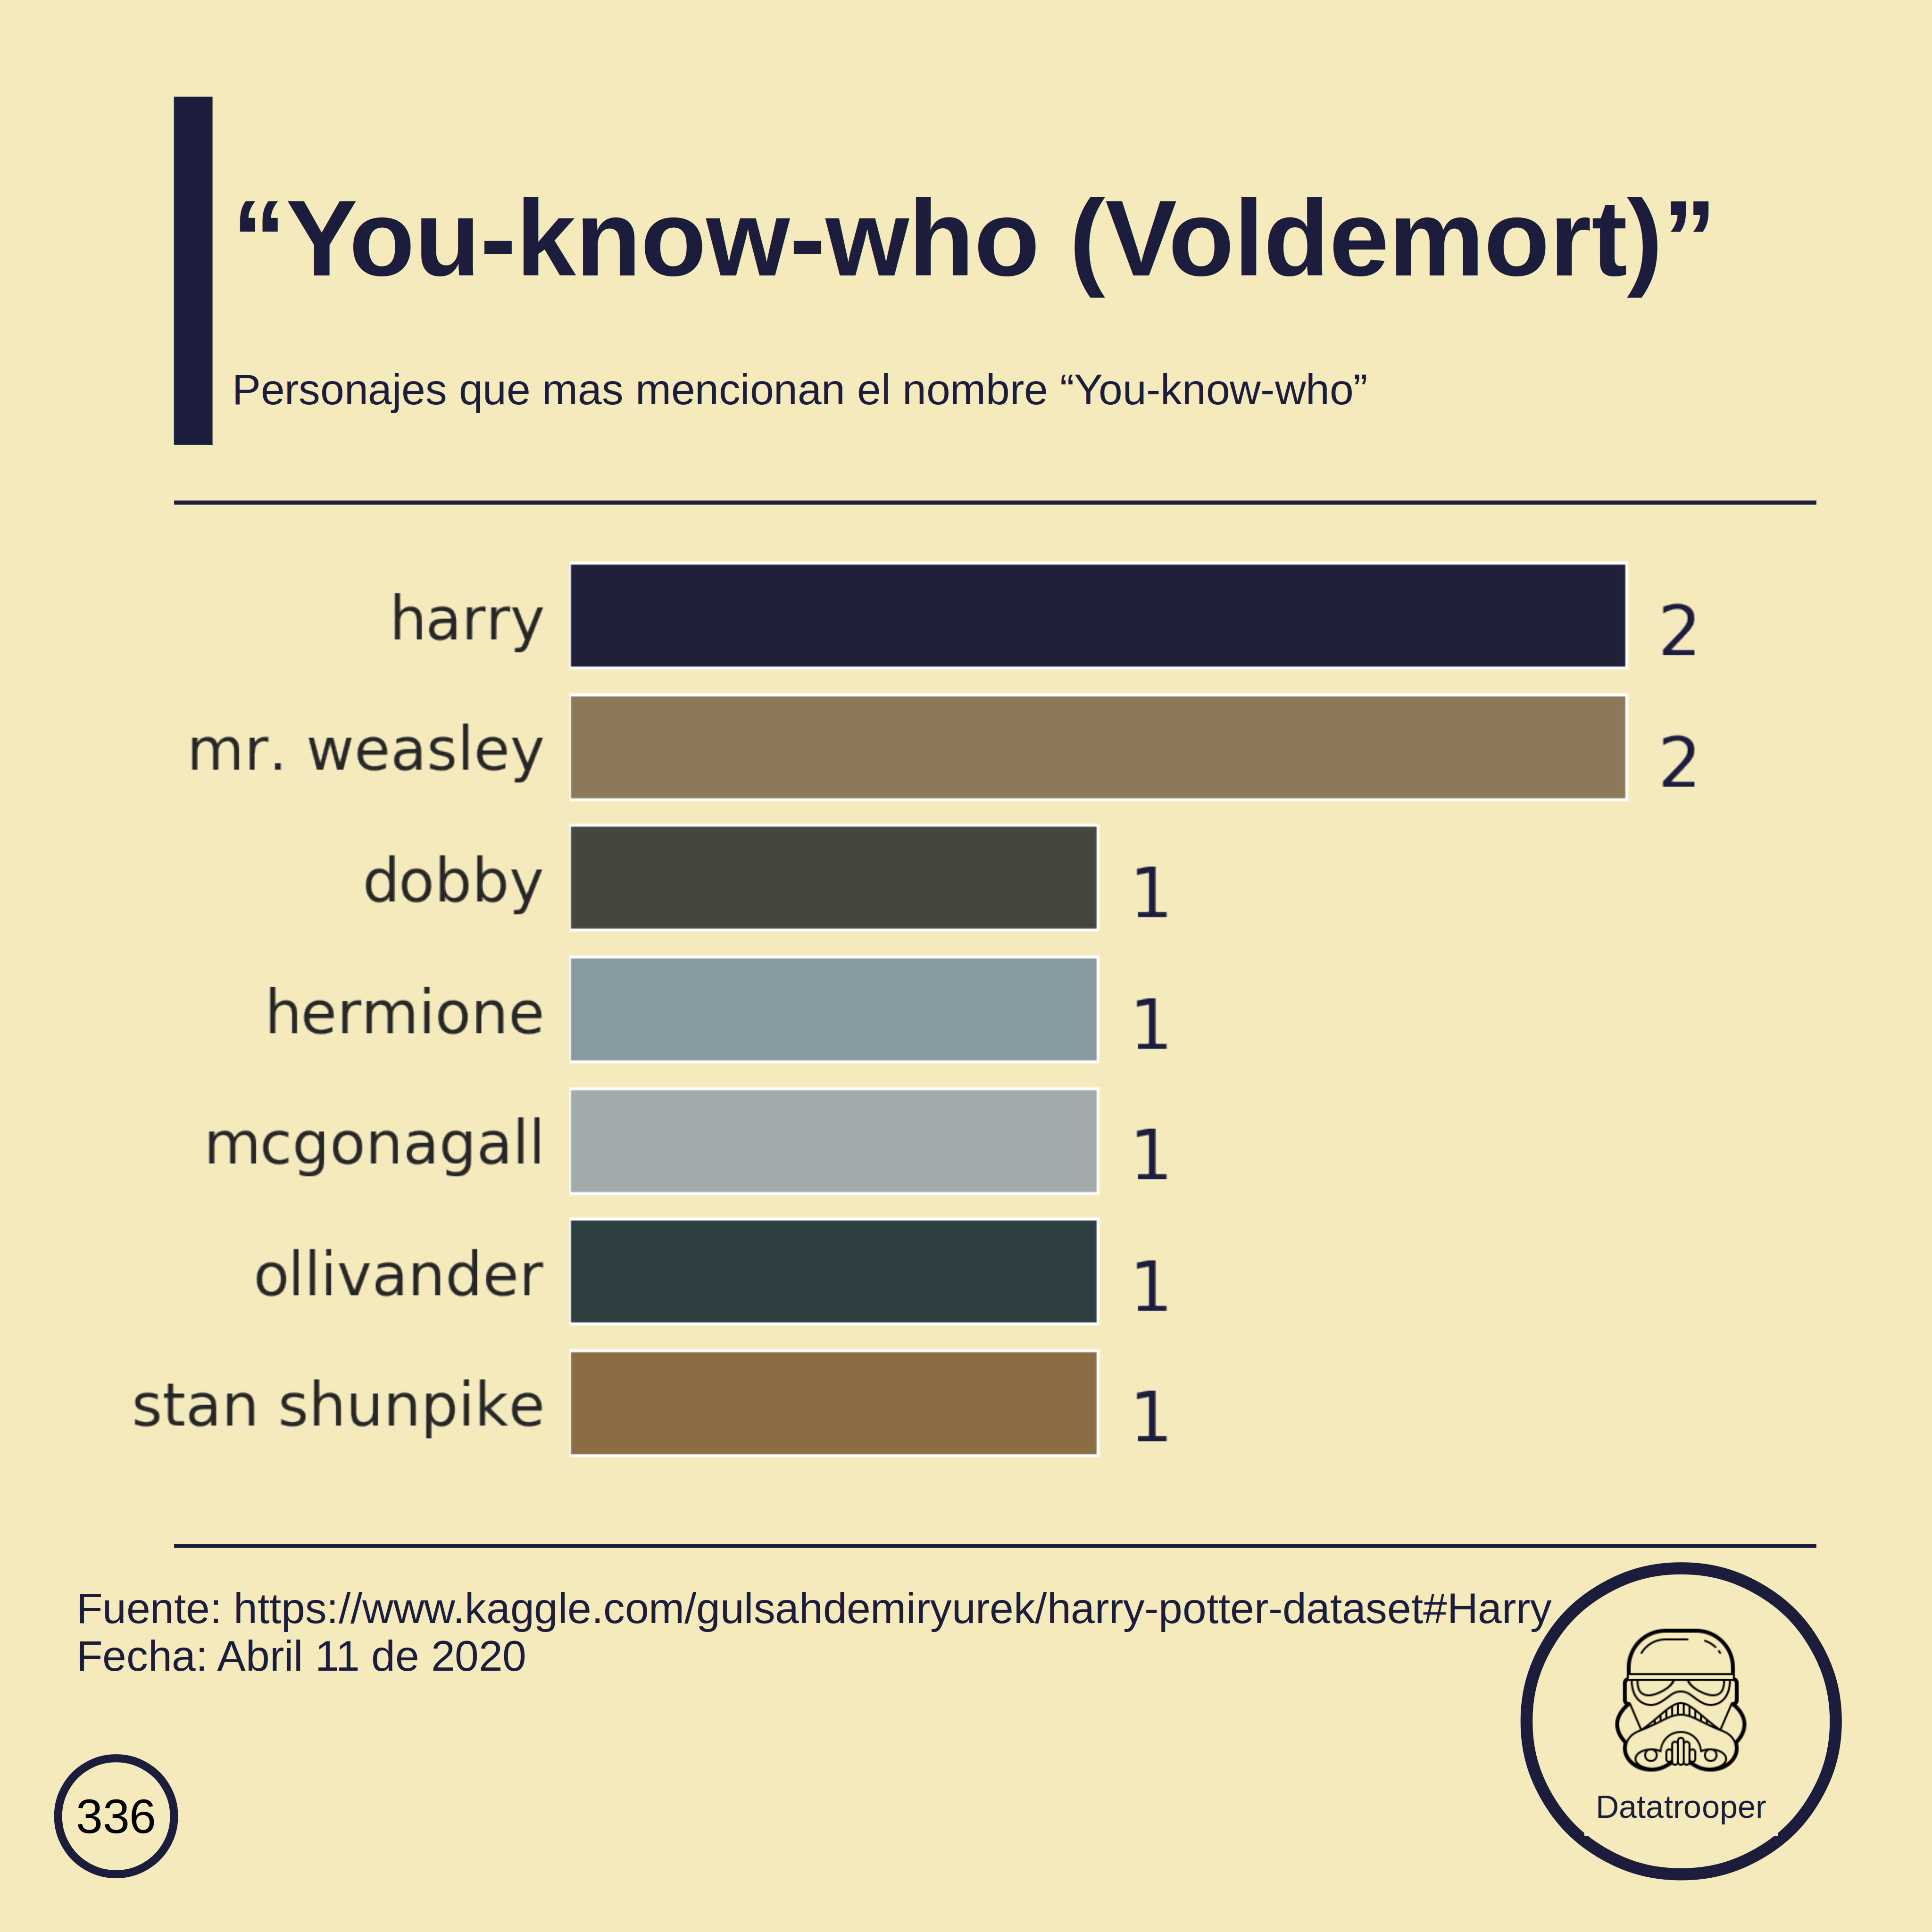 “You-know-who (Voldemort)”
Personajes que mas mencionan el nombre “You-know-who”
harry 2
mr. weasley 2
dobby 1
hermione 1
mcgonagall 1
ollivander 1
stan shunpike 1
Fuente: https://www.kaggle.com/gulsahdemiryurek/harry-potter-dataset#Harry
Fecha: Abril 11 de 2020
Datatrooper
336